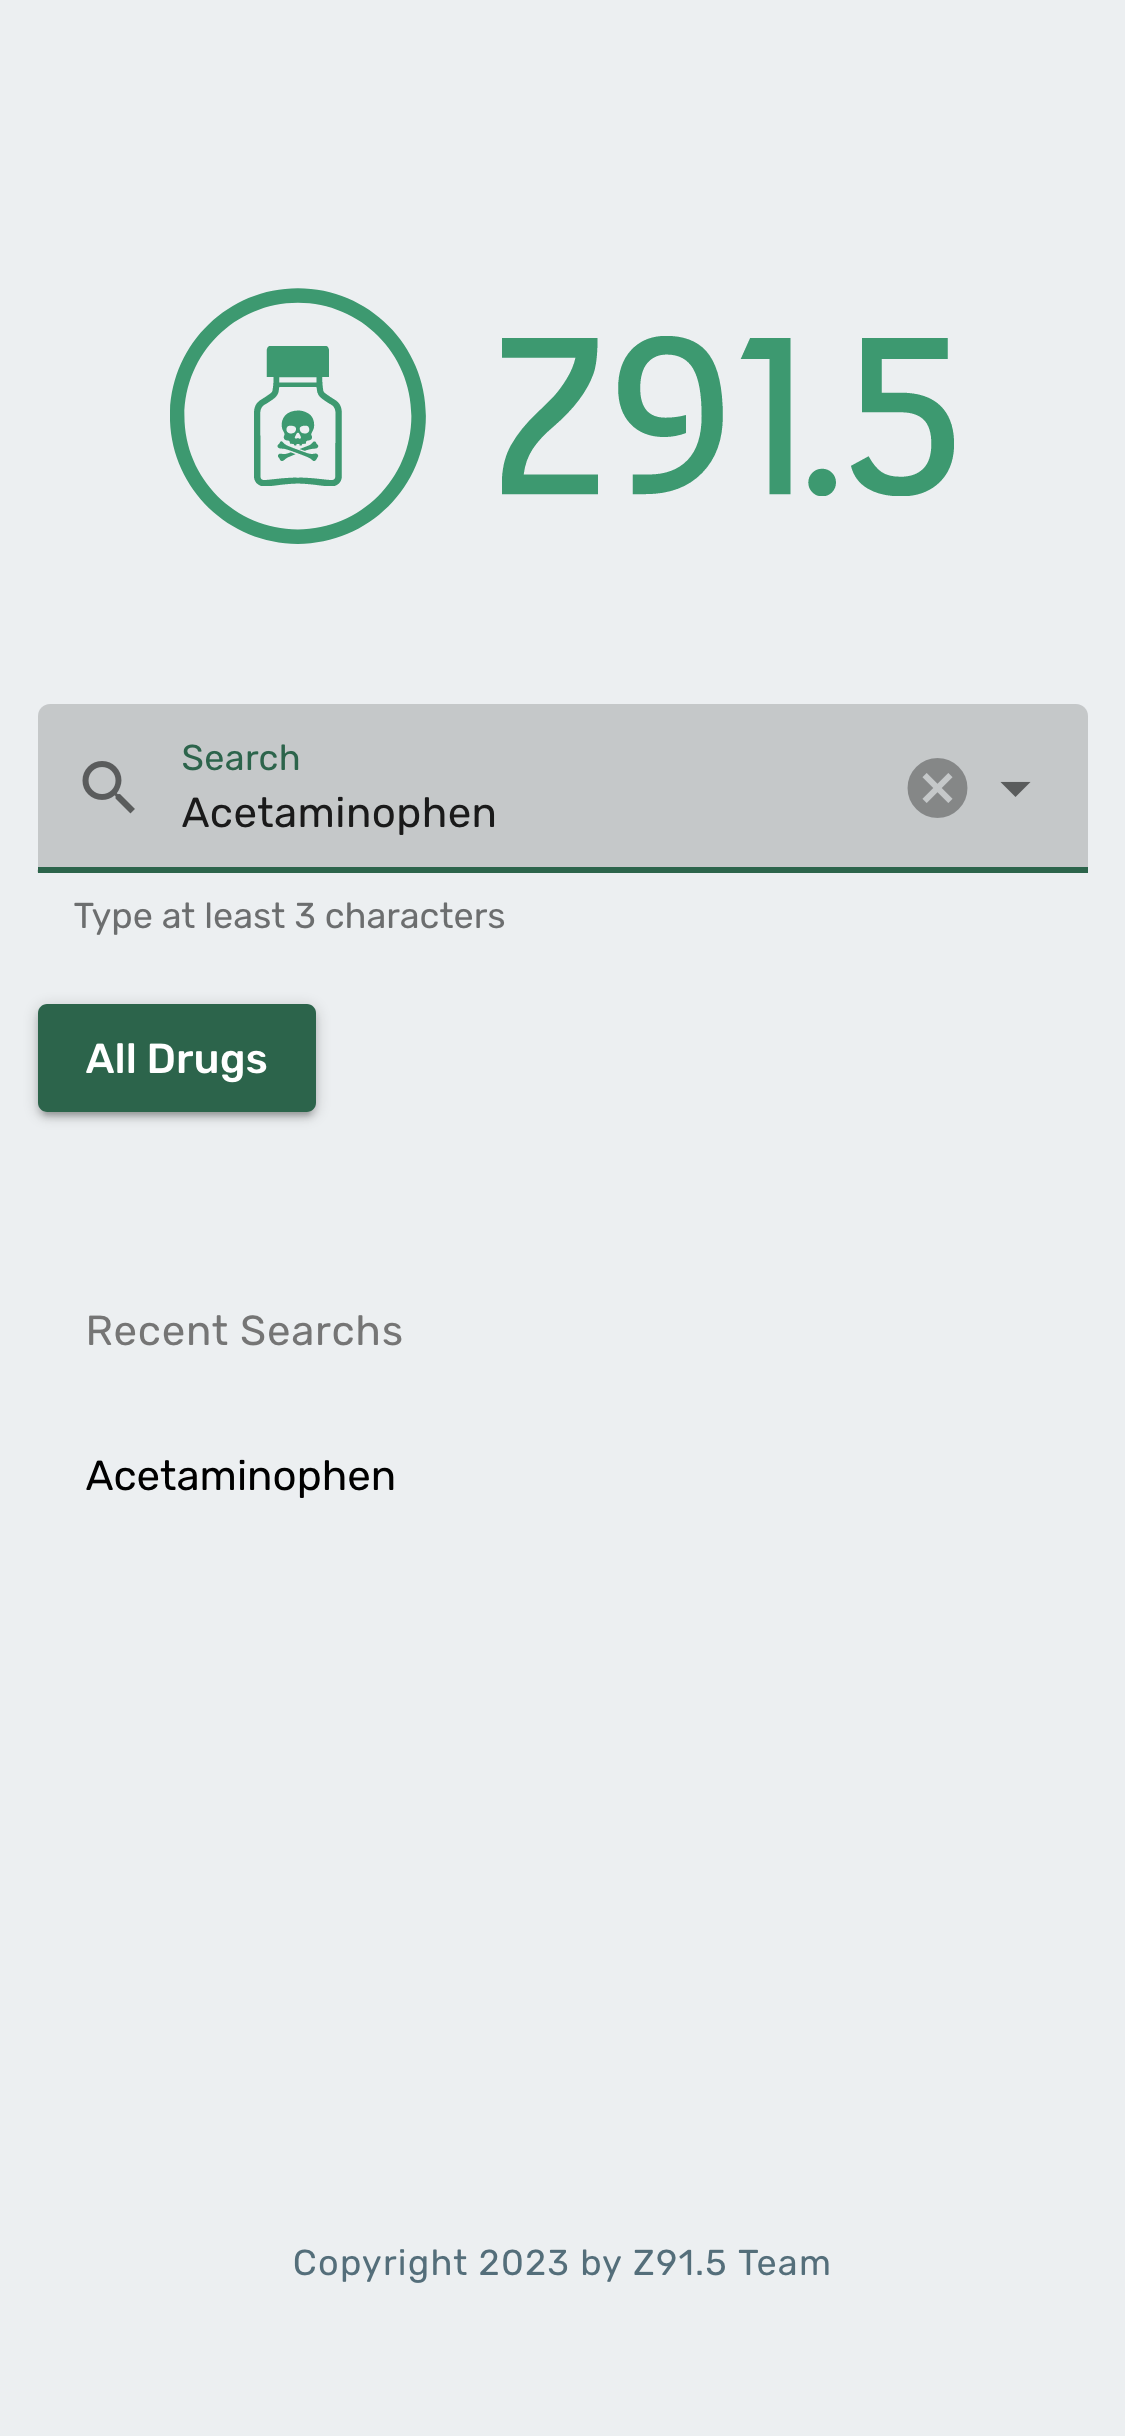 Z91.5
Search
Acetaminophen
Type at least 3 characters
All Drugs
Recent Searchs
Acetaminophen
Copyright 2023 by Z91.5 Team